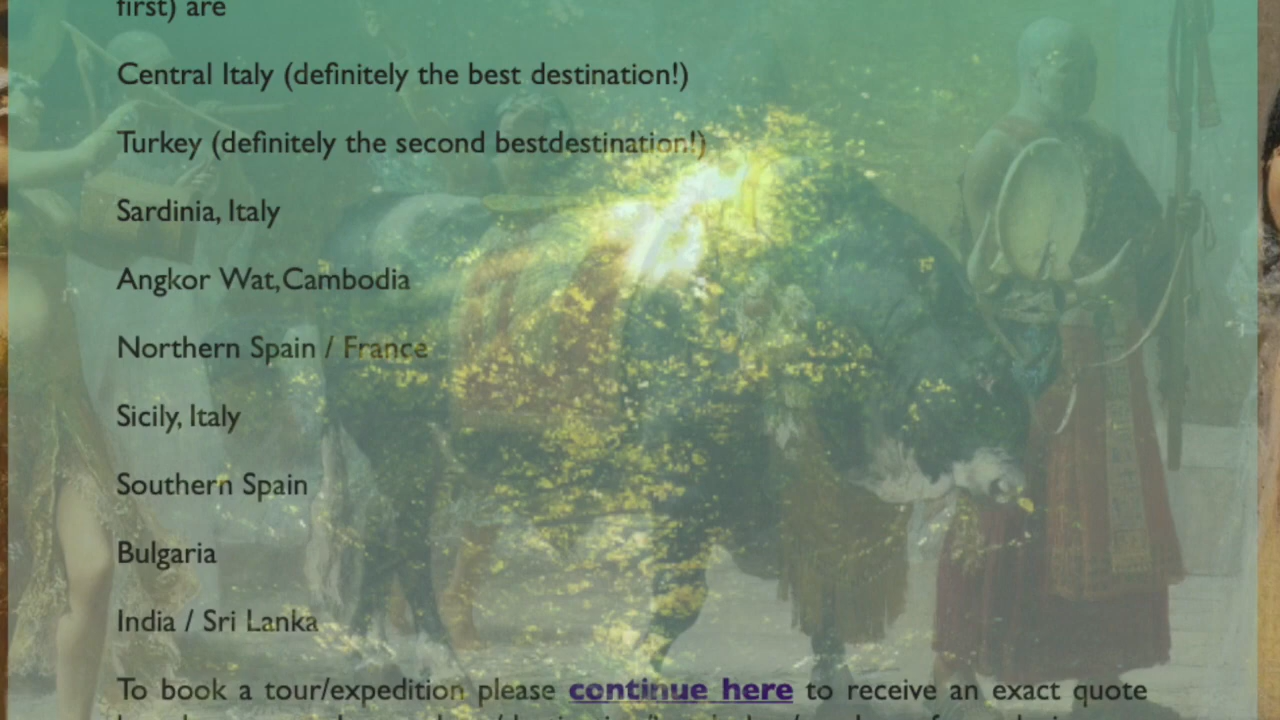 first) are
Central Italy (definitely the best destination!)
Turkey (definitely the second bestdestination!)
Sardinia, Italy
Angkor Wat,Cambodia
Northern Spain / France
Sicily, Italy
Southern Spain
Bulgaria
India / Sri Lanka
To book a tour/expedition please continue here to receive an exact quote